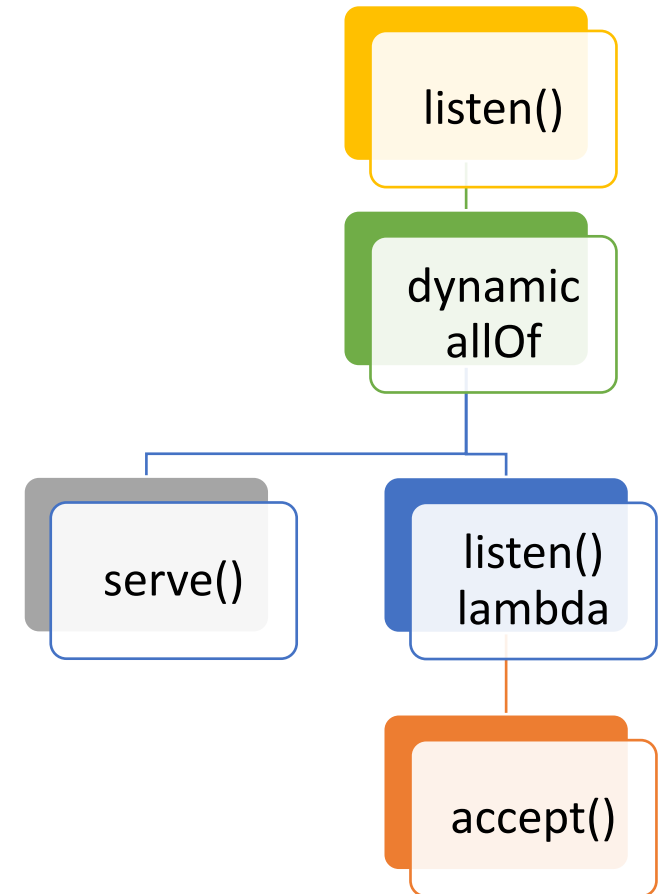 listen()
dynamic
allOf
serve()
listen()
lambda
accept()